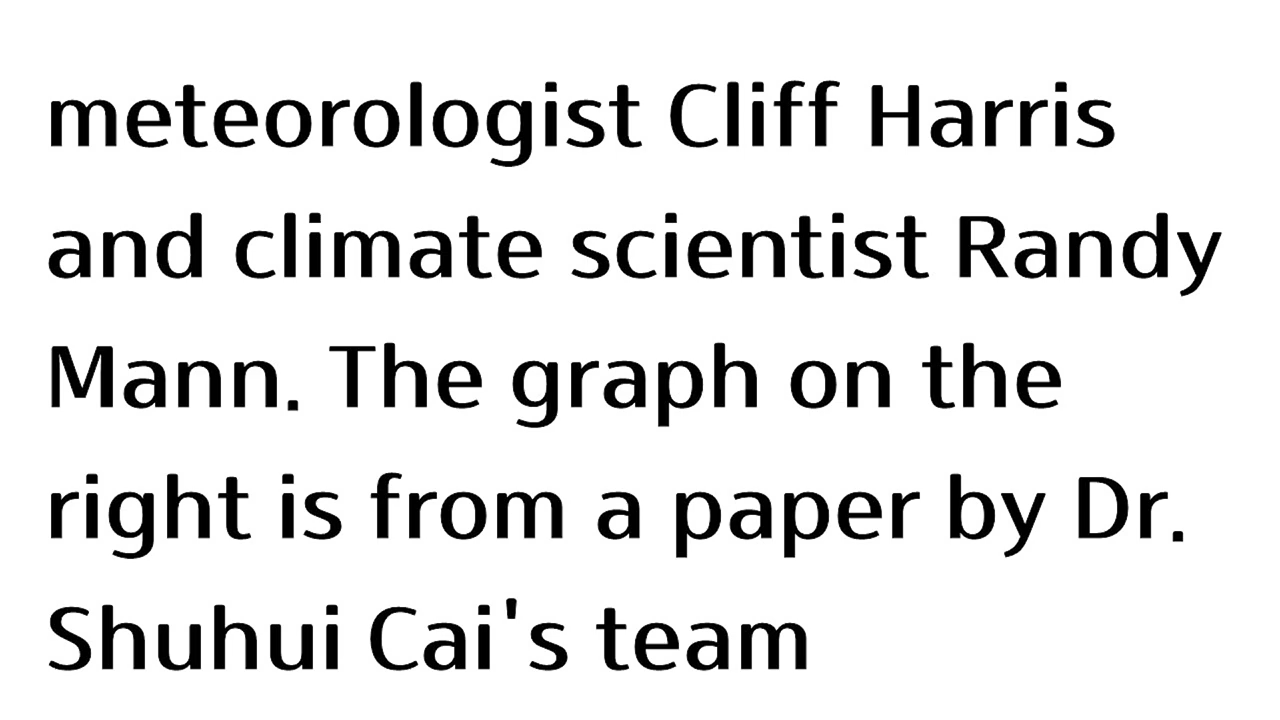 meteorologist Cliff Harris
and climate scientist Randy
Mann. The graph on the
right is from a paper by Dr.
Shuhui Cai's team